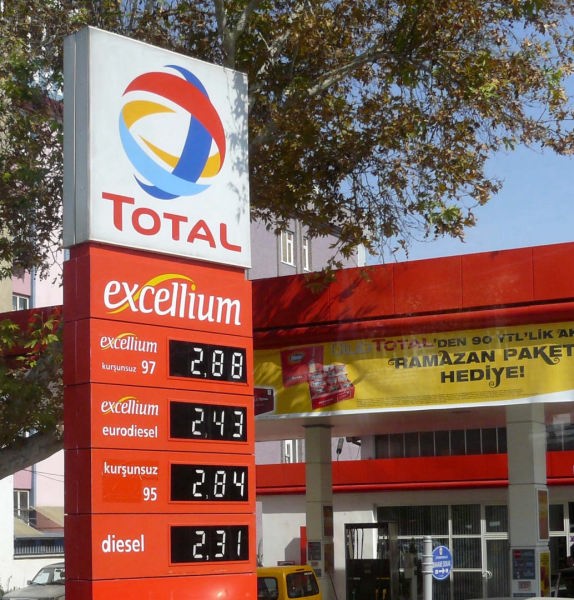 TOTAL
excellium
excellium
kurşunsuz 97
2,88
excellium
eurodiesel
2,43
kurşunsuz
95
2,84
diesel
2,31
TOTAL'DEN 90 YTL'LİK
RAMAZAN PAKET
HEDİYE!